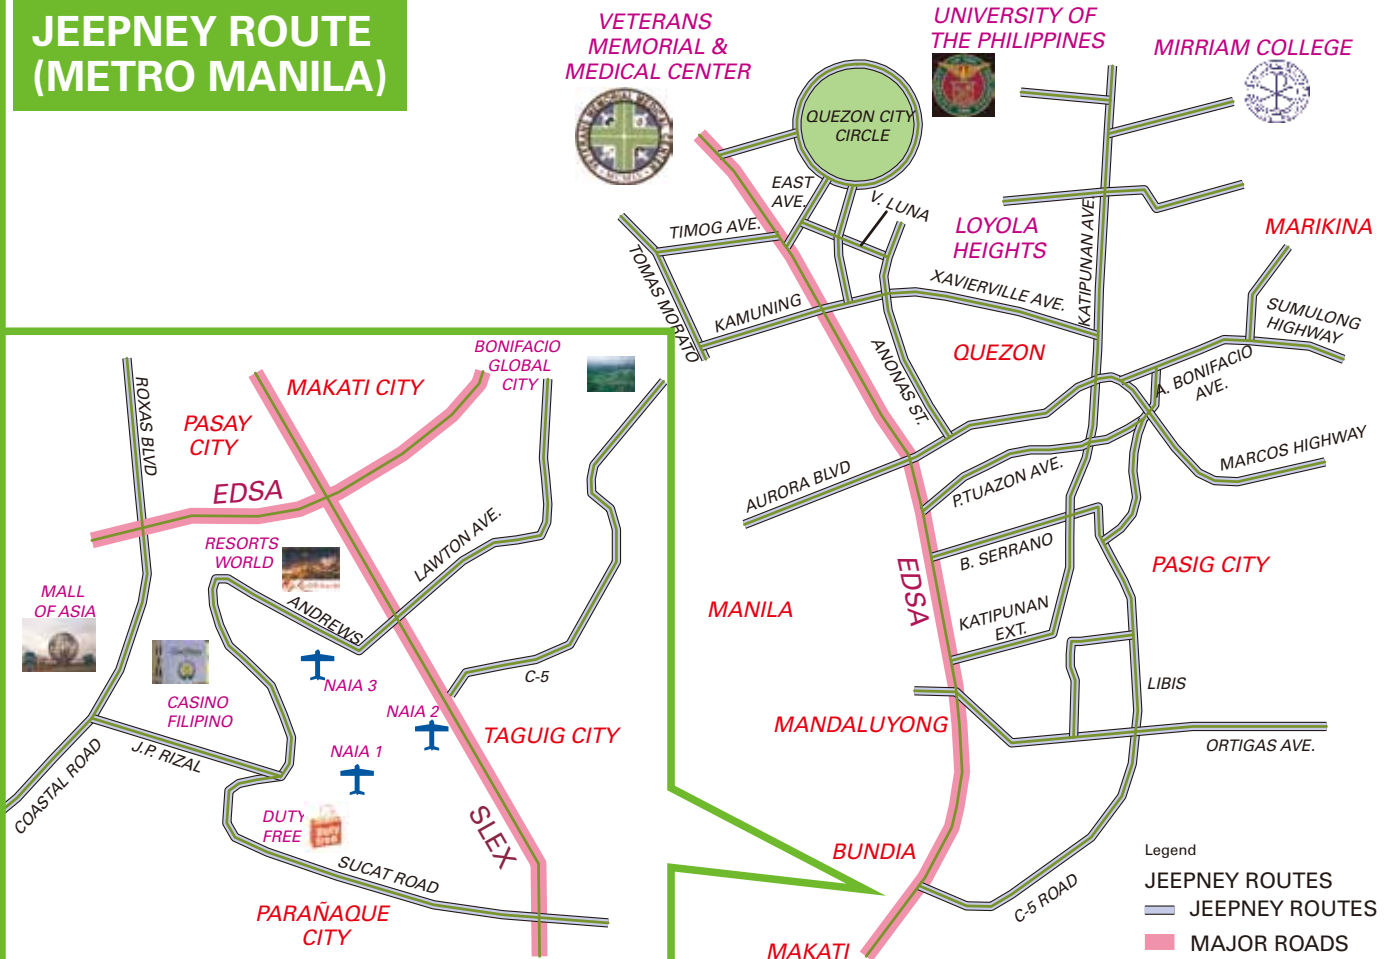 JEEPNEY ROUTE
(METRO MANILA)
VETERANS
MEMORIAL &
MEDICAL CENTER
UNIVERSITY OF
THE PHILIPPINES
MIRRIAM COLLEGE
QUEZON CITY
CIRCLE
EAST
AVE.
V. LUNA
TIMOG AVE.
TOMAS MORATO
KAMUNING
LOYOLA
HEIGHTS
XAVIERVILLE AVE.
KATIPUNAN AVE.
MARIKINA
SUMULONG
HIGHWAY
ANONAS ST.
QUEZON
A. BONIFACIO
AVE.
AURORA BLVD
P.TUAZON AVE.
MARCOS HIGHWAY
B. SERRANO
EDSA
PASIG CITY
MANILA
KATIPUNAN
EXT.
LIBIS
MANDALUYONG
ORTIGAS AVE.
BUNDIA
C-5 ROAD
MAKATI
BONIFACIO
GLOBAL
CITY
MAKATI CITY
ROXAS BLVD
PASAY
CITY
EDSA
RESORTS
WORLD
LAWTON AVE.
MALL
OF ASIA
ANDREWS
NAIA 3
C-5
CASINO
FILIPINO
NAIA 2
TAGUIG CITY
J.P. RIZAL
NAIA 1
COASTAL ROAD
DUTY
FREE
SLEX
SUCAT ROAD
PARAÑAQUE
CITY
Legend
JEEPNEY ROUTES
JEEPNEY ROUTES
MAJOR ROADS